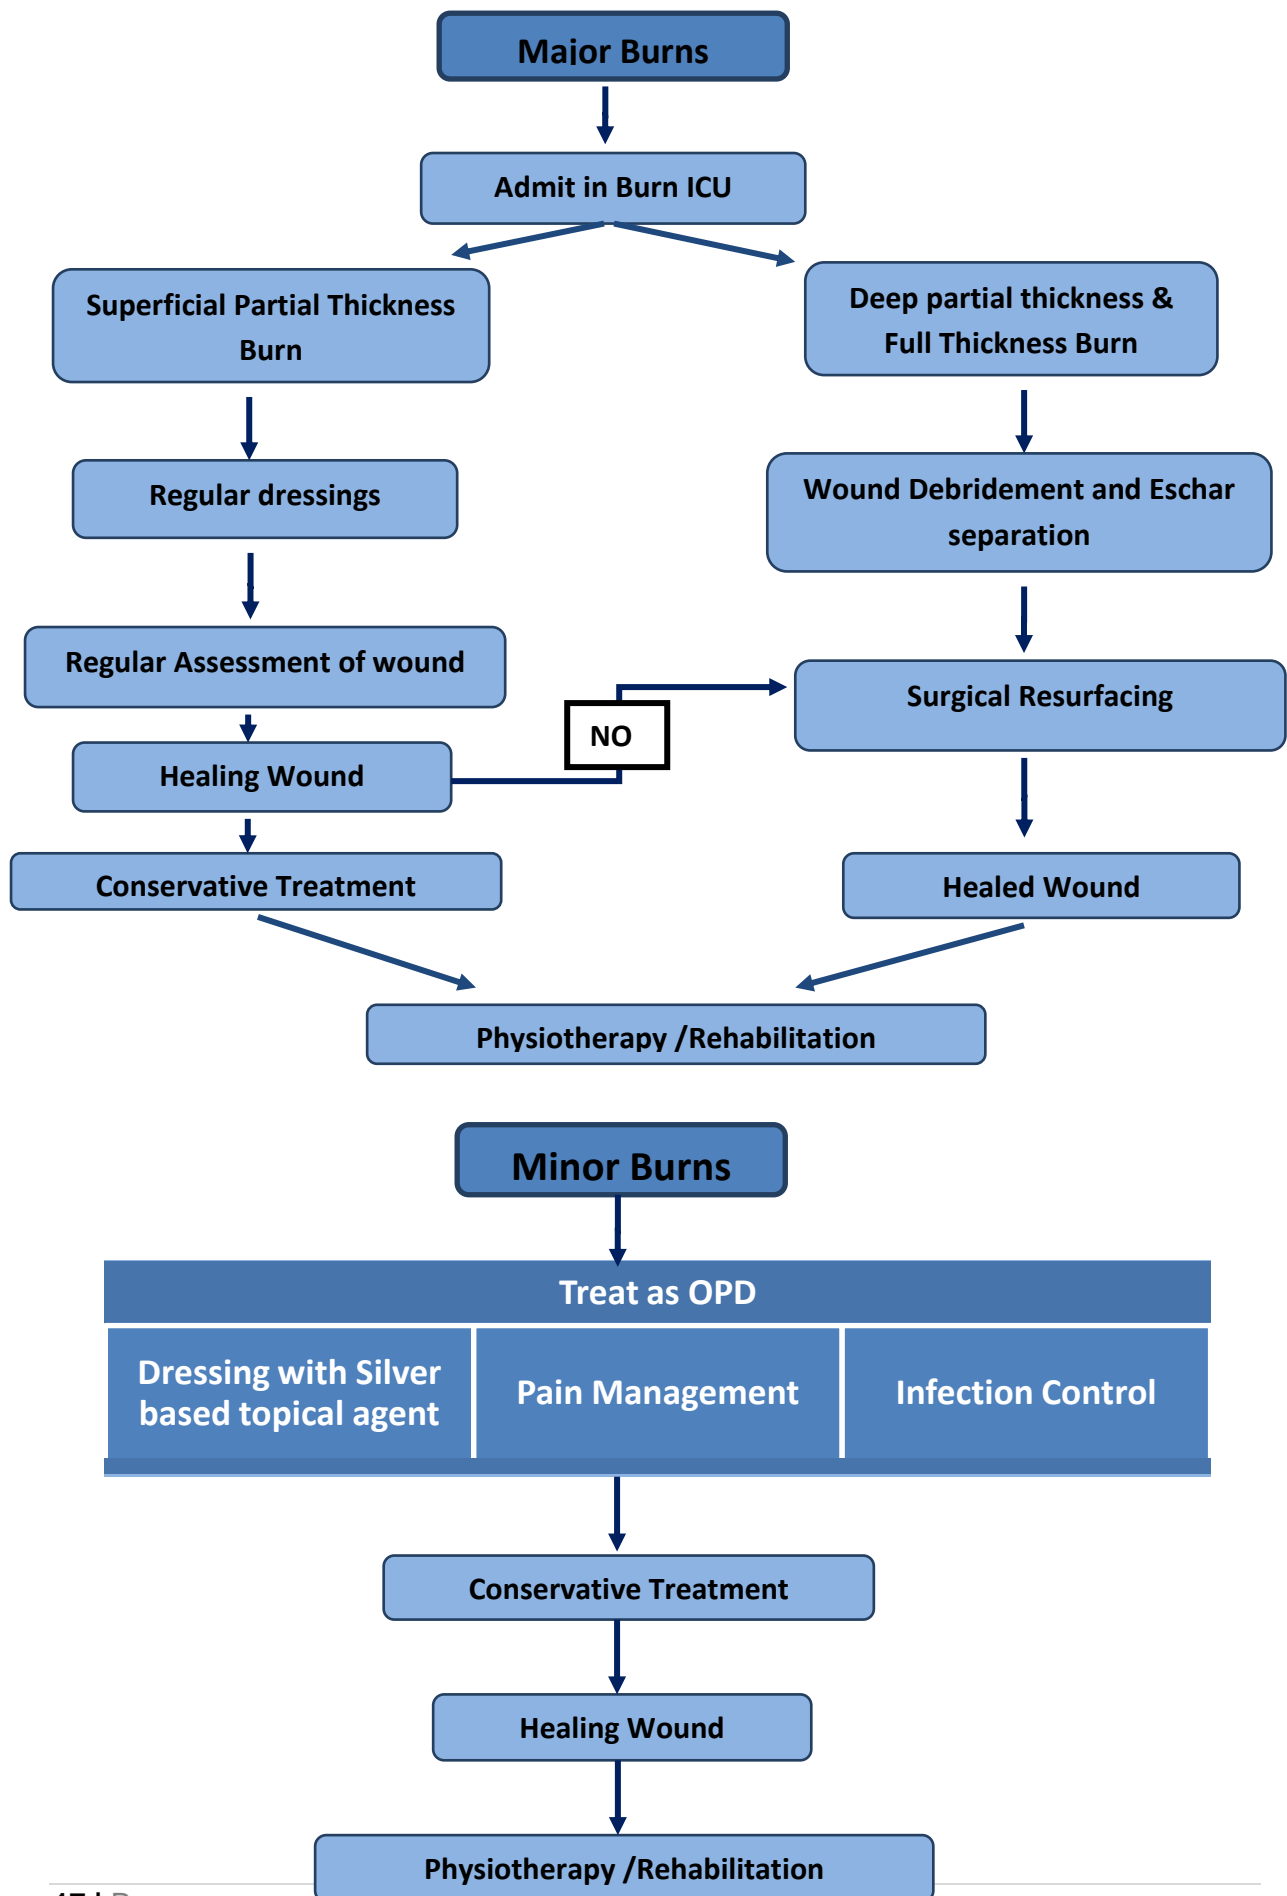 Major Burns
Admit in Burn ICU
Superficial Partial Thickness
Burn
Deep partial thickness &
Full Thickness Burn
Regular dressings
Wound Debridement and Eschar
separation
Regular Assessment of wound
Surgical Resurfacing
NO
Healing Wound
Conservative Treatment
Healed Wound
Physiotherapy /Rehabilitation
Minor Burns
Treat as OPD
Dressing with Silver
based topical agent
Pain Management
Infection Control
Conservative Treatment
Healing Wound
Physiotherapy /Rehabilitation